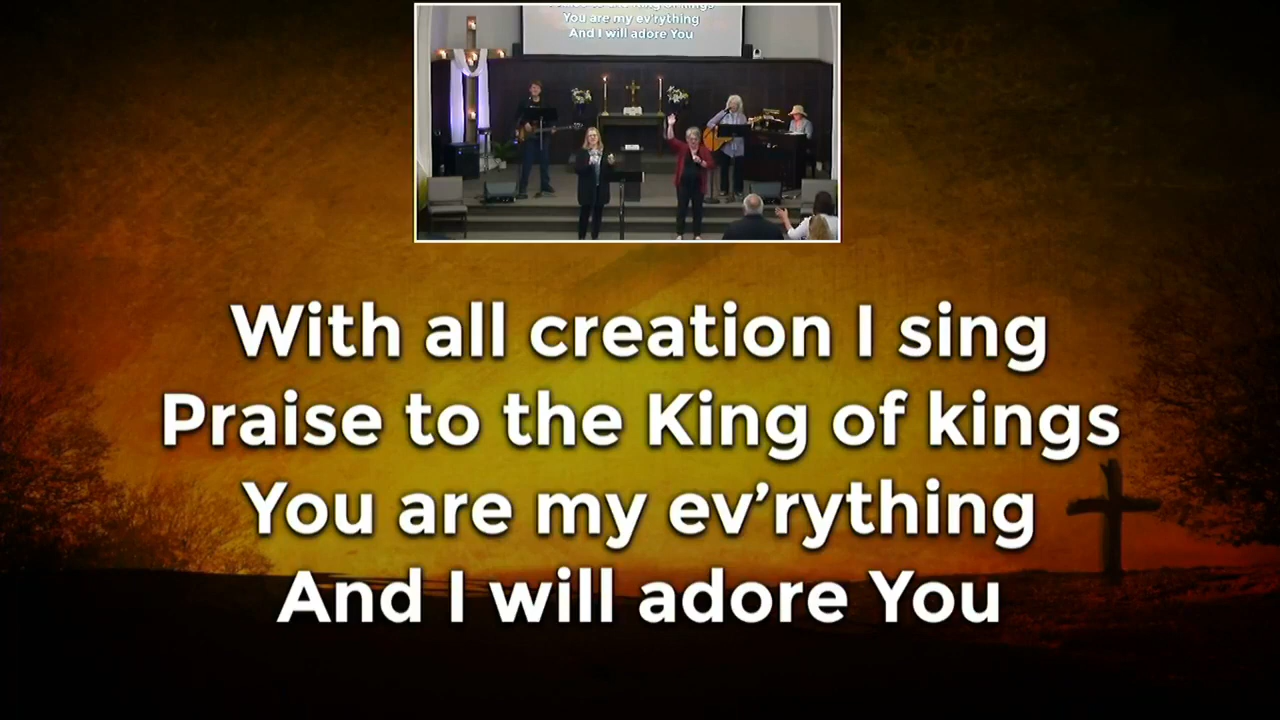 You are my ev'rything
And I will adore You
With all creation I sing
Praise to the King of kings
You are my ev’rything
And I will adore You